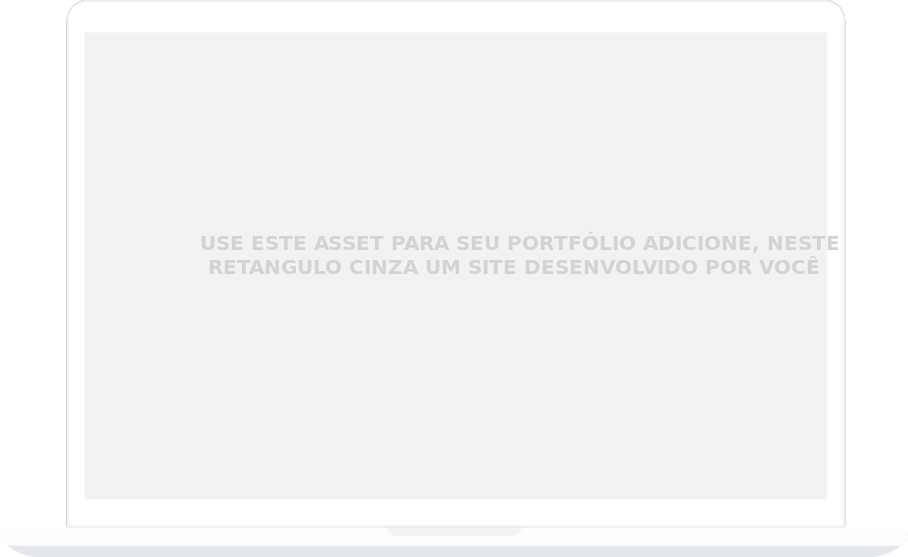 USE ESTE ASSET PARA SEU PORTFÓLIO ADICIONE, NESTE
RETANGULO CINZA UM SITE DESENVOLVIDO POR VOCÊ